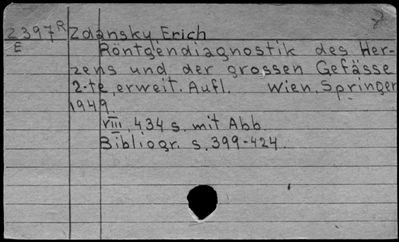 Z397R Zdansky Erich
E Röntgendiagnostik des Her-
zens und der grossen Gefässe
2-te erweit. Aufl. Wien, Springer
1949.
VIII, 434 s. mit Abb.
Bibliogr. s. 399-424.